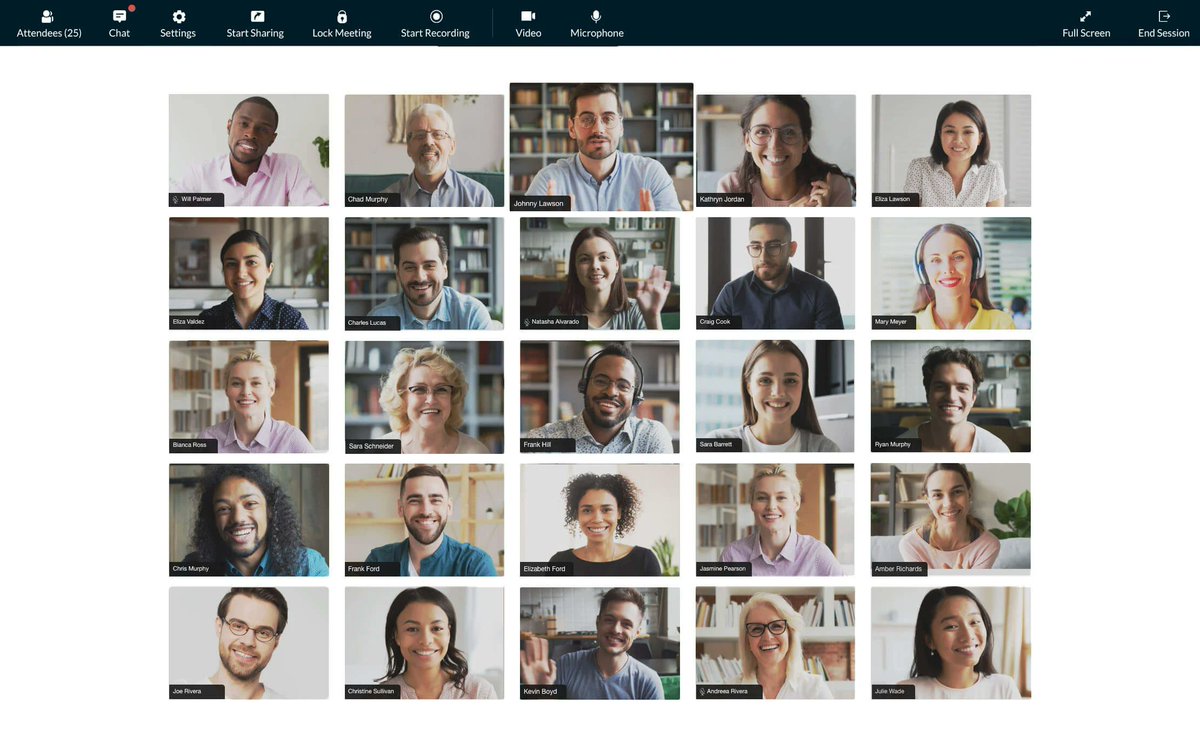 Attendees (25)
Chat
Settings
Start Sharing
Lock Meeting
Start Recording
Video
Microphone
Full Screen
End Session
Will Palmer
Chad Murphy
Johnny Lawson
Kathryn Jordan
Eliza Lawson
Eliza Valdez
Charles Lucas
Natasha Alvarado
Craig Cook
Mary Meyer
Bianca Ross
Sara Schneider
Frank Hill
Sara Barrett
Ryan Murphy
Chris Murphy
Frank Ford
Elizabeth Ford
Jasmine Pearson
Amber Richards
Joe Rivera
Christine Sullivan
Kevin Boyd
Andreea Rivera
Julie Wade